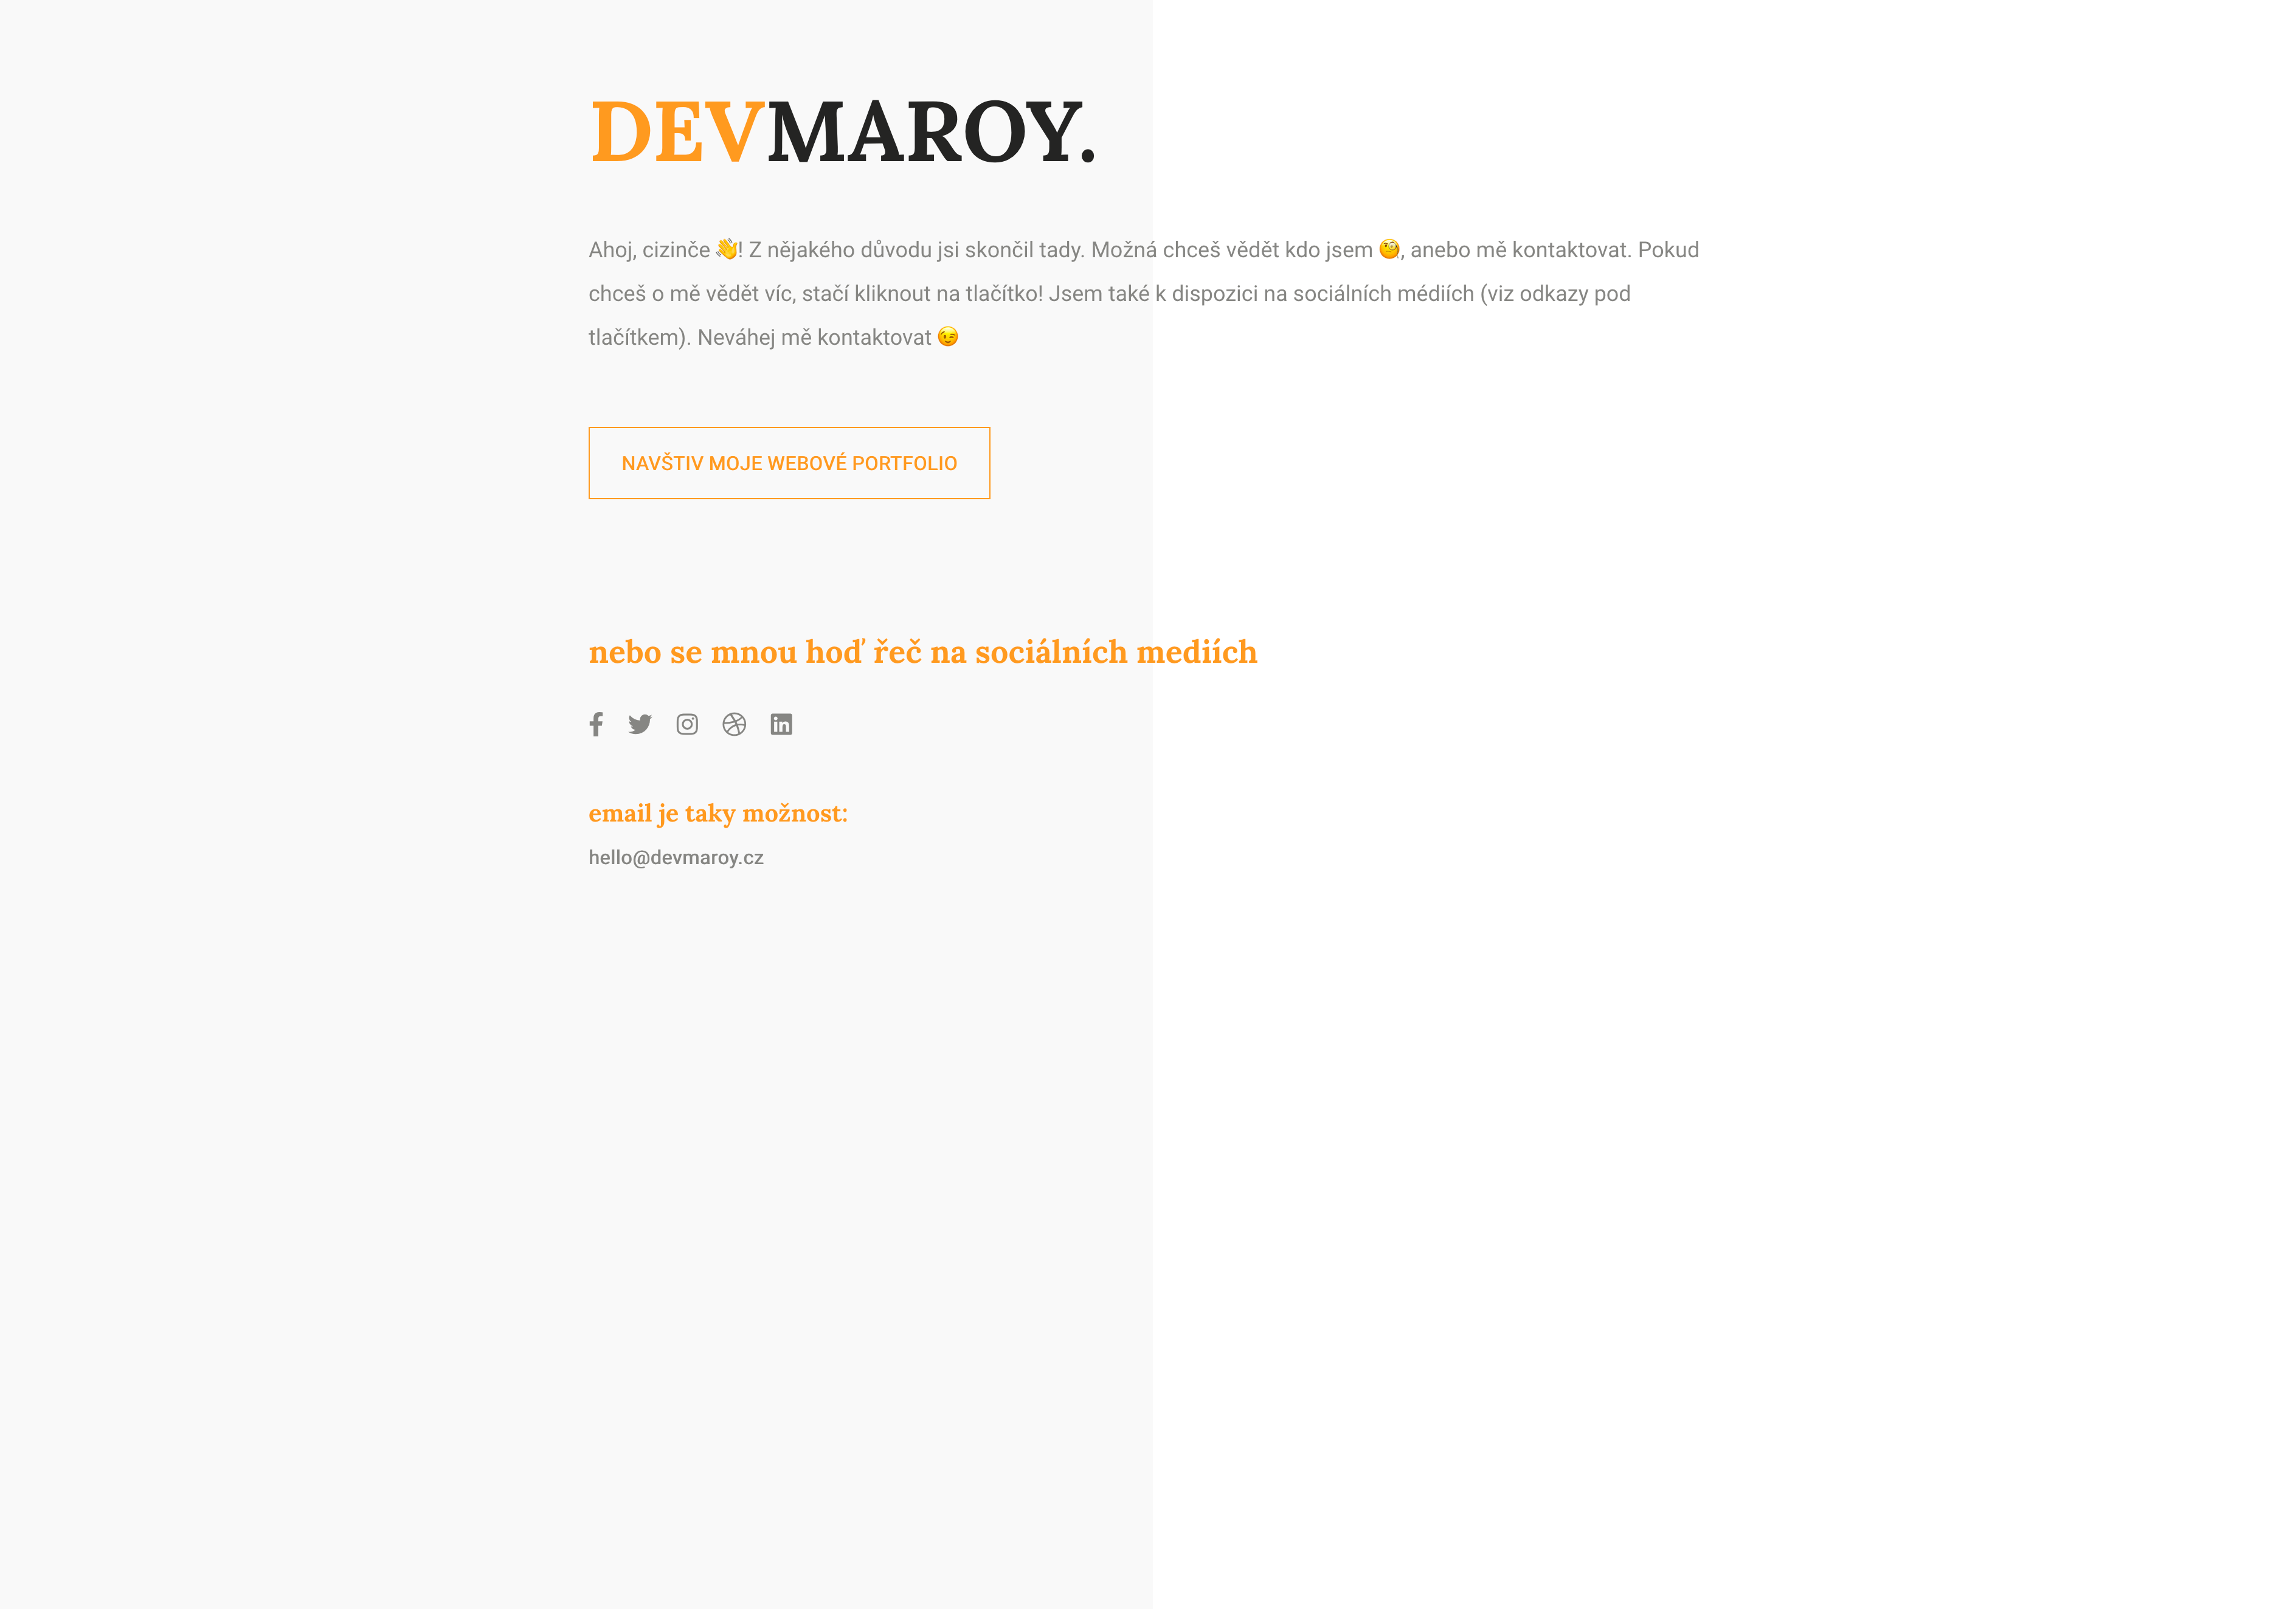 DEVMAROY.
Ahoj, cizinče 👋! Z nějakého důvodu jsi skončil tady. Možná chceš vědět kdo jsem 🧐, anebo mě kontaktovat. Pokud
chceš o mě vědět víc, stačí kliknout na tlačítko! Jsem také k dispozici na sociálních médiích (viz odkazy pod
tlačítkem). Neváhej mě kontaktovat 😉
NAVŠTIV MOJE WEBOVÉ PORTFOLIO
nebo se mnou hoď řeč na sociálních mediích
email je taky možnost:
hello@devmaroy.cz